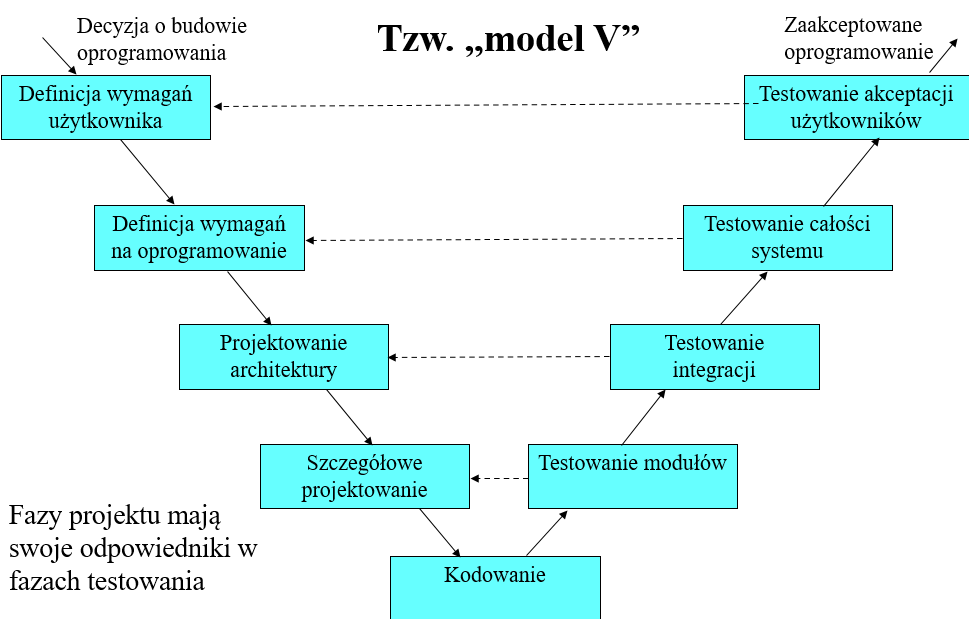 Decyzja o budowie
oprogramowania
Tzw. „model V”
Zaakceptowane
oprogramowanie
Definicja wymagań
użytkownika
Testowanie akceptacji
użytkowników
Definicja wymagań
na oprogramowanie
Testowanie całości
systemu
Projektowanie
architektury
Testowanie
integracji
Szczegółowe
projektowanie
Testowanie modułów
Fazy projektu mają
swoje odpowiedniki w
fazach testowania
Kodowanie